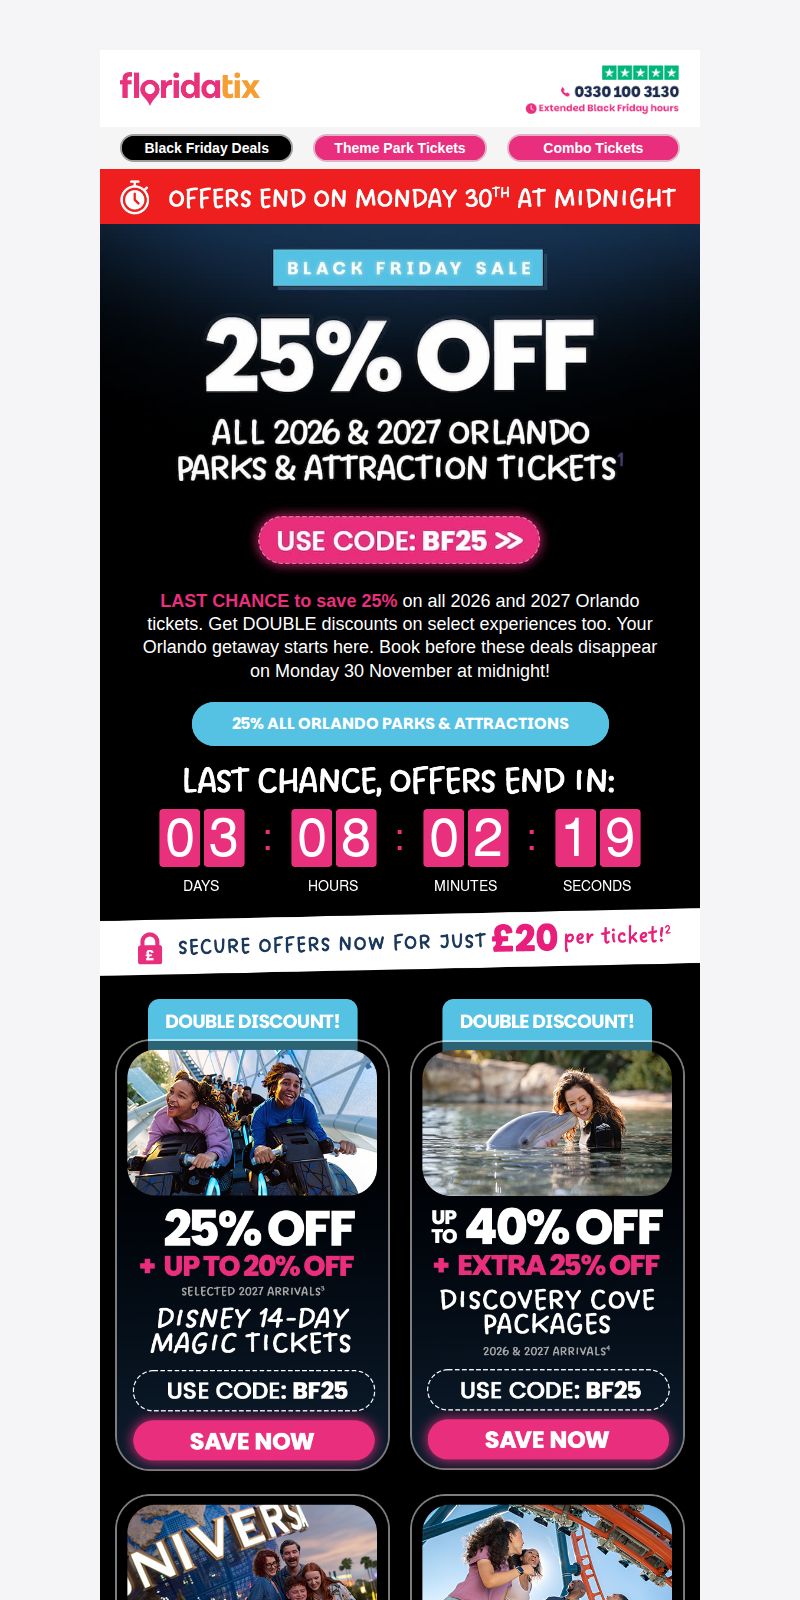 floridatix
0330 100 3130
Extended Black Friday hours
Black Friday Deals
Theme Park Tickets
Combo Tickets
OFFERS END ON MONDAY 30TH AT MIDNIGHT
BLACK FRIDAY SALE
25% OFF
ALL 2026 & 2027 ORLANDO
PARKS & ATTRACTION TICKETS1
USE CODE: BF25 >>
LAST CHANCE to save 25% on all 2026 and 2027 Orlando
tickets. Get DOUBLE discounts on select experiences too. Your
Orlando getaway starts here. Book before these deals disappear
on Monday 30 November at midnight!
25% ALL ORLANDO PARKS & ATTRACTIONS
LAST CHANCE, OFFERS END IN:
03 : 08 : 02 : 19
DAYS HOURS MINUTES SECONDS
£
SECURE OFFERS NOW FOR JUST £20 per ticket!2
DOUBLE DISCOUNT!
25% OFF
+ UP TO 20% OFF
SELECTED 2027 ARRIVALS3
DISNEY 14-DAY
MAGIC TICKETS
USE CODE: BF25
SAVE NOW
DOUBLE DISCOUNT!
UP TO 40% OFF
+ EXTRA 25% OFF
DISCOVERY COVE
PACKAGES
2026 & 2027 ARRIVALS4
USE CODE: BF25
SAVE NOW
NIVERSA